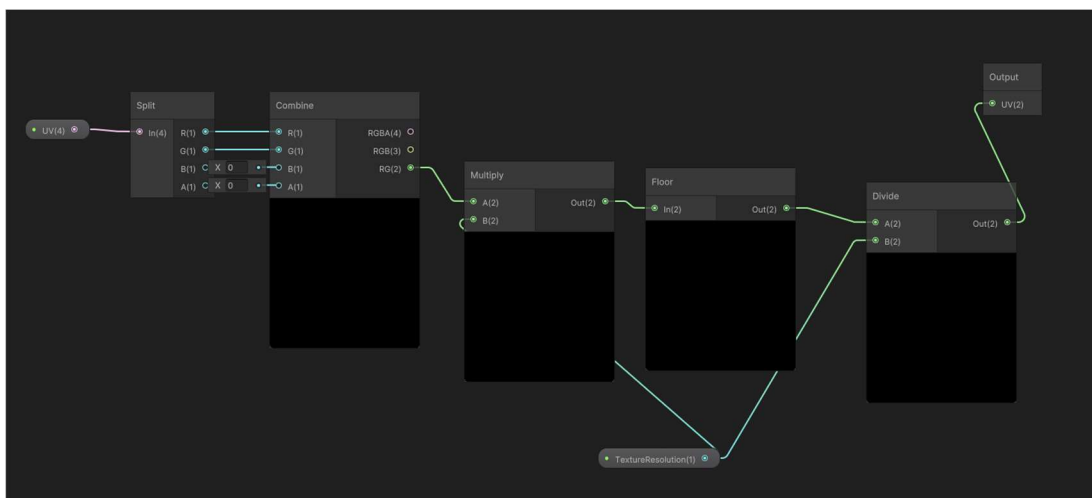 Output
UV(2)
Split
Combine
UV(4)
In(4)
R(1)
R(1)
RGBA(4)
G(1)
G(1)
RGB(3)
B(1)
X 0
B(1)
RG(2)
A(1)
X 0
A(1)
Multiply
A(2)
Out(2)
B(2)
Floor
In(2)
Out(2)
Divide
A(2)
Out(2)
B(2)
TextureResolution(1)